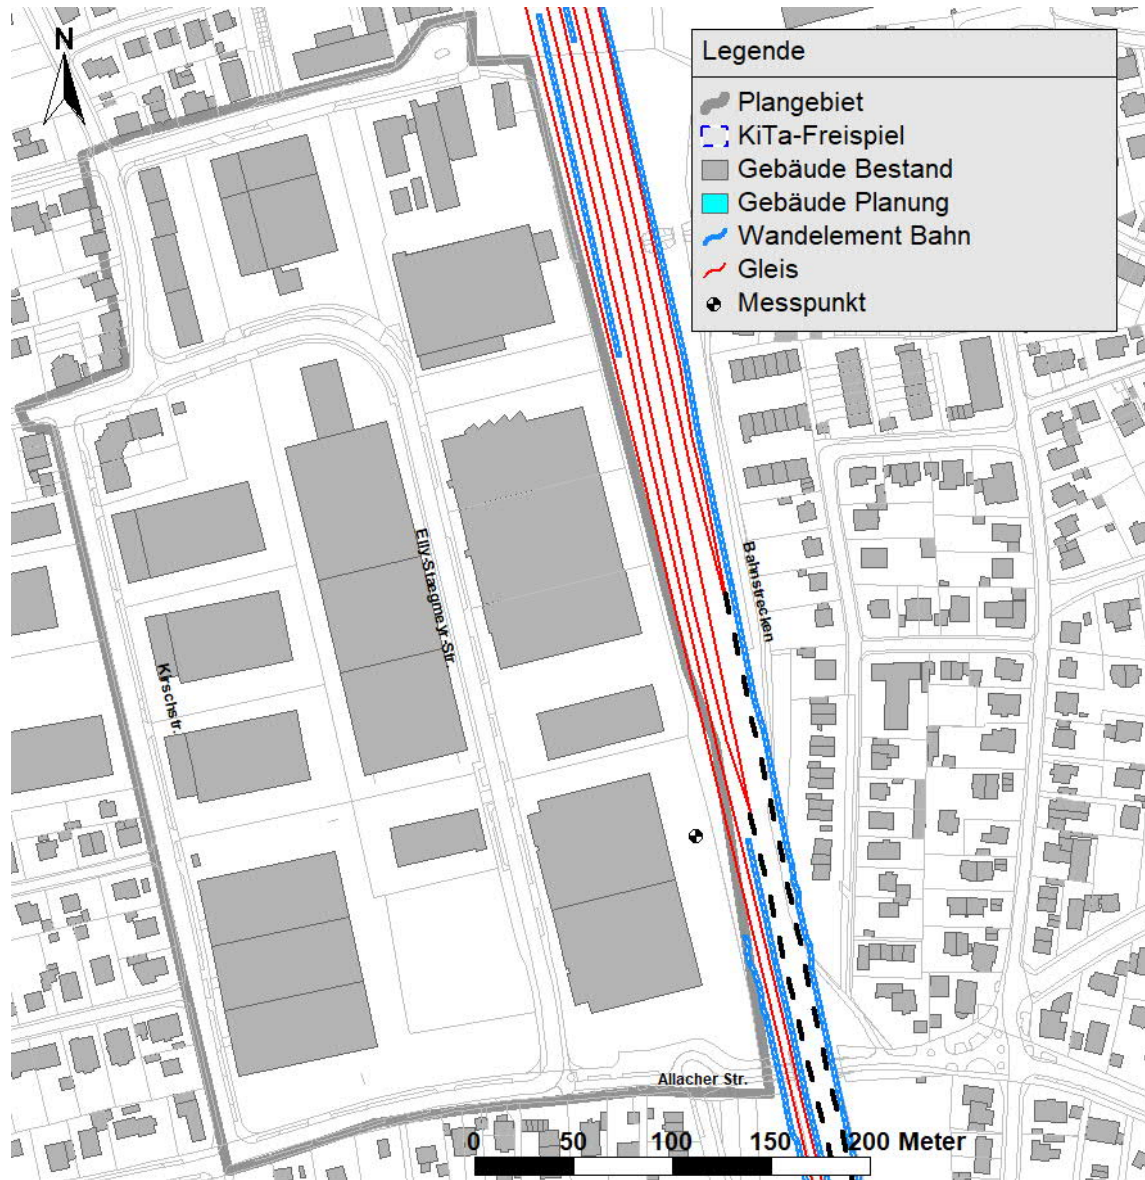 N
Legende
Plangebiet
KiTa-Freispiel
Gebäude Bestand
Gebäude Planung
Wandelement Bahn
Gleis
Messpunkt
Elly-Staegmeyr-Str.
Bahnstrecken
Kirschstr.
Allacher Str.
0 50 100 150 200 Meter